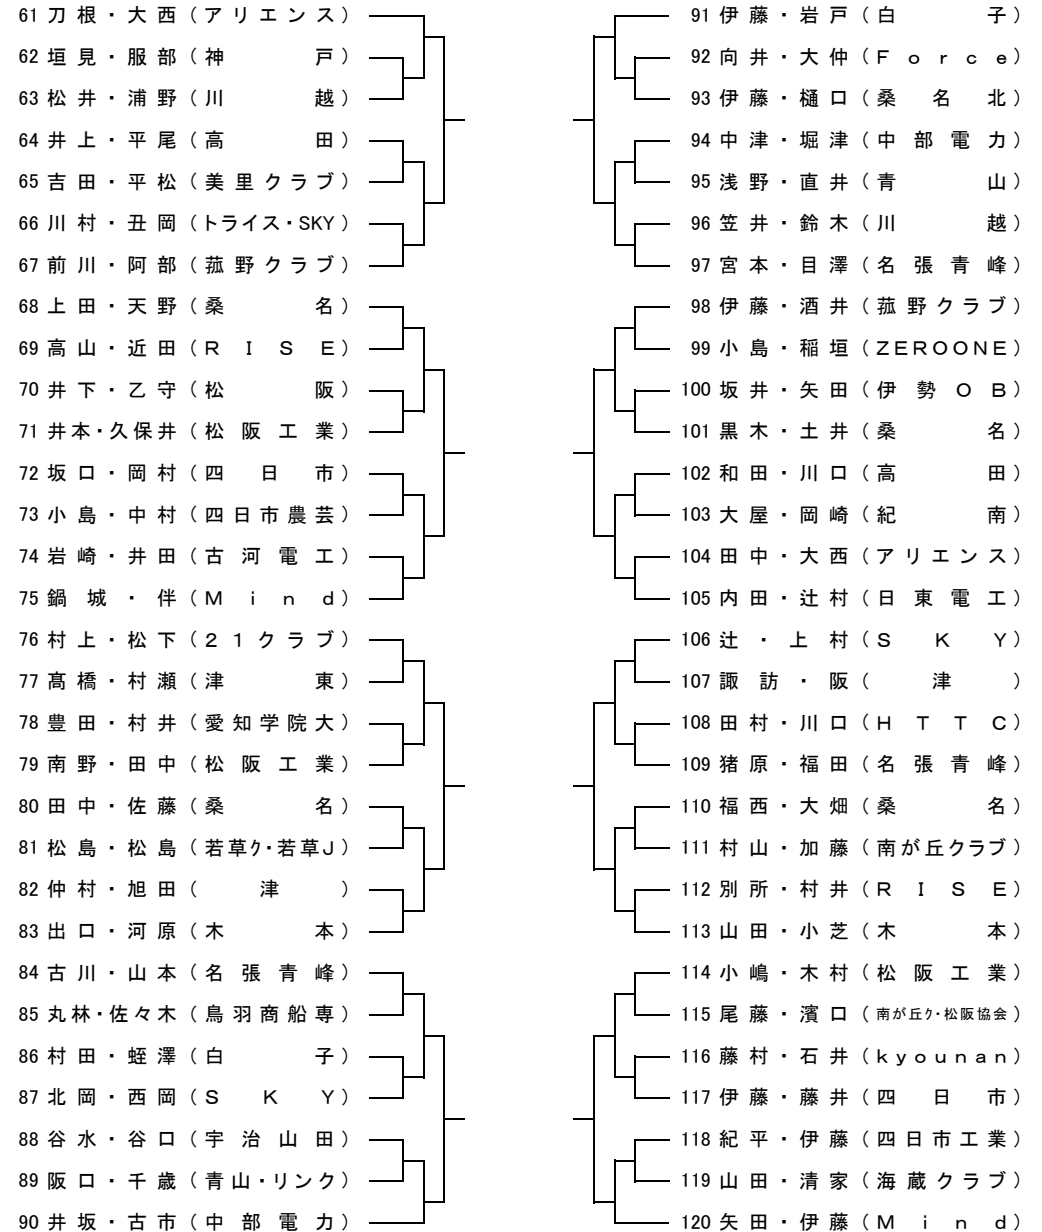 61 刀根・大西（アリエンス）
62 垣見・服部（神戸）
63 松井・浦野（川越）
64 井上・平尾（高田）
65 吉田・平松（美里クラブ）
66 川村・丑岡（トライス・SKY）
67 前川・阿部（菰野クラブ）
68 上田・天野（桑名）
69 高山・近田（ＲＩＳＥ）
70 井下・乙守（松阪）
71 井本・久保井（松阪工業）
72 坂口・岡村（四日市）
73 小島・中村（四日市農芸）
74 岩崎・井田（古河電工）
75 鍋城・伴（Ｍｉｎｄ）
76 村上・松下（２１クラブ）
77 髙橋・村瀬（津東）
78 豊田・村井（愛知学院大）
79 南野・田中（松阪工業）
80 田中・佐藤（桑名）
81 松島・松島（若草ｸ・若草Ｊ）
82 仲村・旭田（津）
83 出口・河原（木本）
84 古川・山本（名張青峰）
85 丸林・佐々木（鳥羽商船専）
86 村田・蛭澤（白子）
87 北岡・西岡（ＳＫＹ）
88 谷水・谷口（宇治山田）
89 阪口・千歳（青山・リンク）
90 井坂・古市（中部電力）
91 伊藤・岩戸（白子）
92 向井・大仲（Ｆｏｒｃｅ）
93 伊藤・樋口（桑名北）
94 中津・堀津（中部電力）
95 浅野・直井（青山）
96 笠井・鈴木（川越）
97 宮本・目澤（名張青峰）
98 伊藤・酒井（菰野クラブ）
99 小島・稲垣（ＺＥＲＯＯＮＥ）
100 坂井・矢田（伊勢ＯＢ）
101 黒木・土井（桑名）
102 和田・川口（高田）
103 大屋・岡崎（紀南）
104 田中・大西（アリエンス）
105 内田・辻村（日東電工）
106 辻・上村（ＳＫＹ）
107 諏訪・阪（津）
108 田村・川口（ＨＴＴＣ）
109 猪原・福田（名張青峰）
110 福西・大畑（桑名）
111 村山・加藤（南が丘クラブ）
112 別所・村井（ＲＩＳＥ）
113 山田・小芝（木本）
114 小嶋・木村（松阪工業）
115 尾藤・濱口（南が丘ｸ・松阪協会）
116 藤村・石井（ｋｙｏｕｎａｎ）
117 伊藤・藤井（四日市）
118 紀平・伊藤（四日市工業）
119 山田・清家（海蔵クラブ）
120 矢田・伊藤（Ｍｉｎｄ）